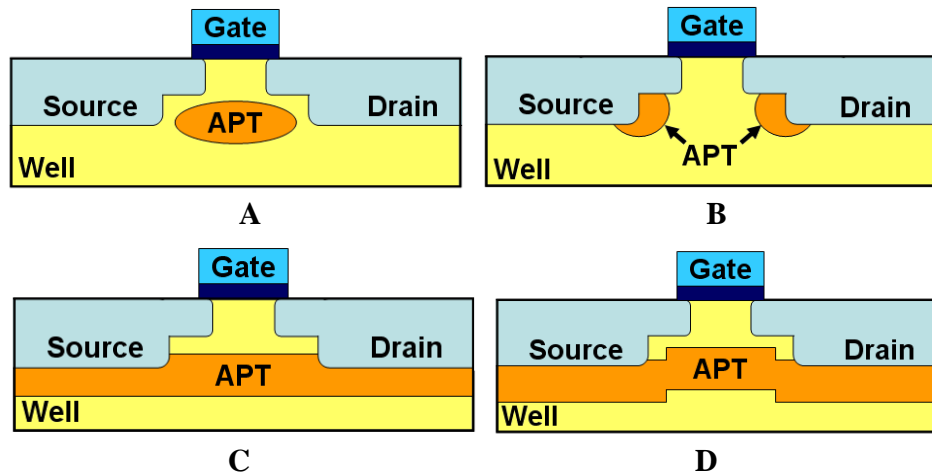 Gate
Source
APT
Drain
Well
A
Gate
Source
Drain
APT
Well
B
Gate
Source
Drain
APT
Well
C
Gate
Source
Drain
APT
Well
D